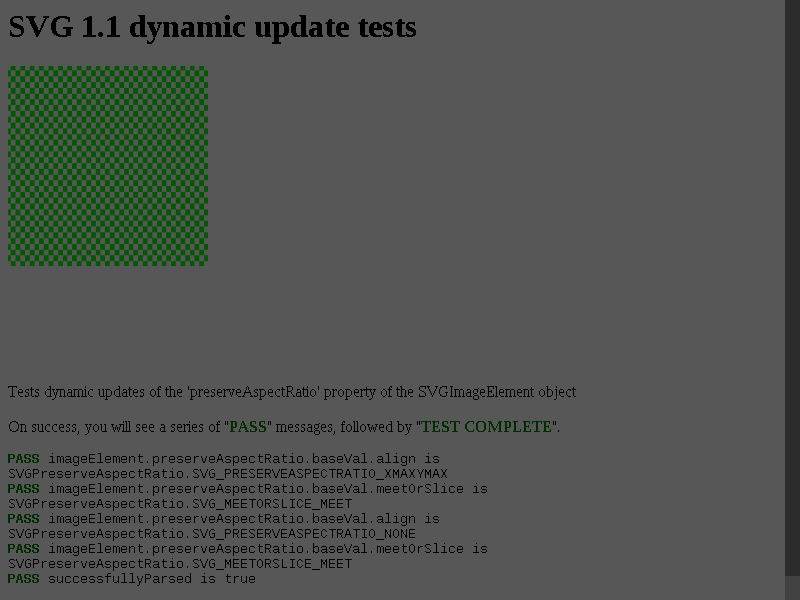 SVG 1.1 dynamic update tests
Tests dynamic updates of the 'preserveAspectRatio' property of the SVGImageElement object
On success, you will see a series of "PASS" messages, followed by "TEST COMPLETE".
PASS imageElement.preserveAspectRatio.baseVal.align is
SVGPreserveAspectRatio.SVG_PRESERVEASPECTRATIO_XMAXYMAX
PASS imageElement.preserveAspectRatio.baseVal.meetOrSlice is
SVGPreserveAspectRatio.SVG_MEETORSLICE_MEET
PASS imageElement.preserveAspectRatio.baseVal.align is
SVGPreserveAspectRatio.SVG_PRESERVEASPECTRATIO_NONE
PASS imageElement.preserveAspectRatio.baseVal.meetOrSlice is
SVGPreserveAspectRatio.SVG_MEETORSLICE_MEET
PASS successfullyParsed is true